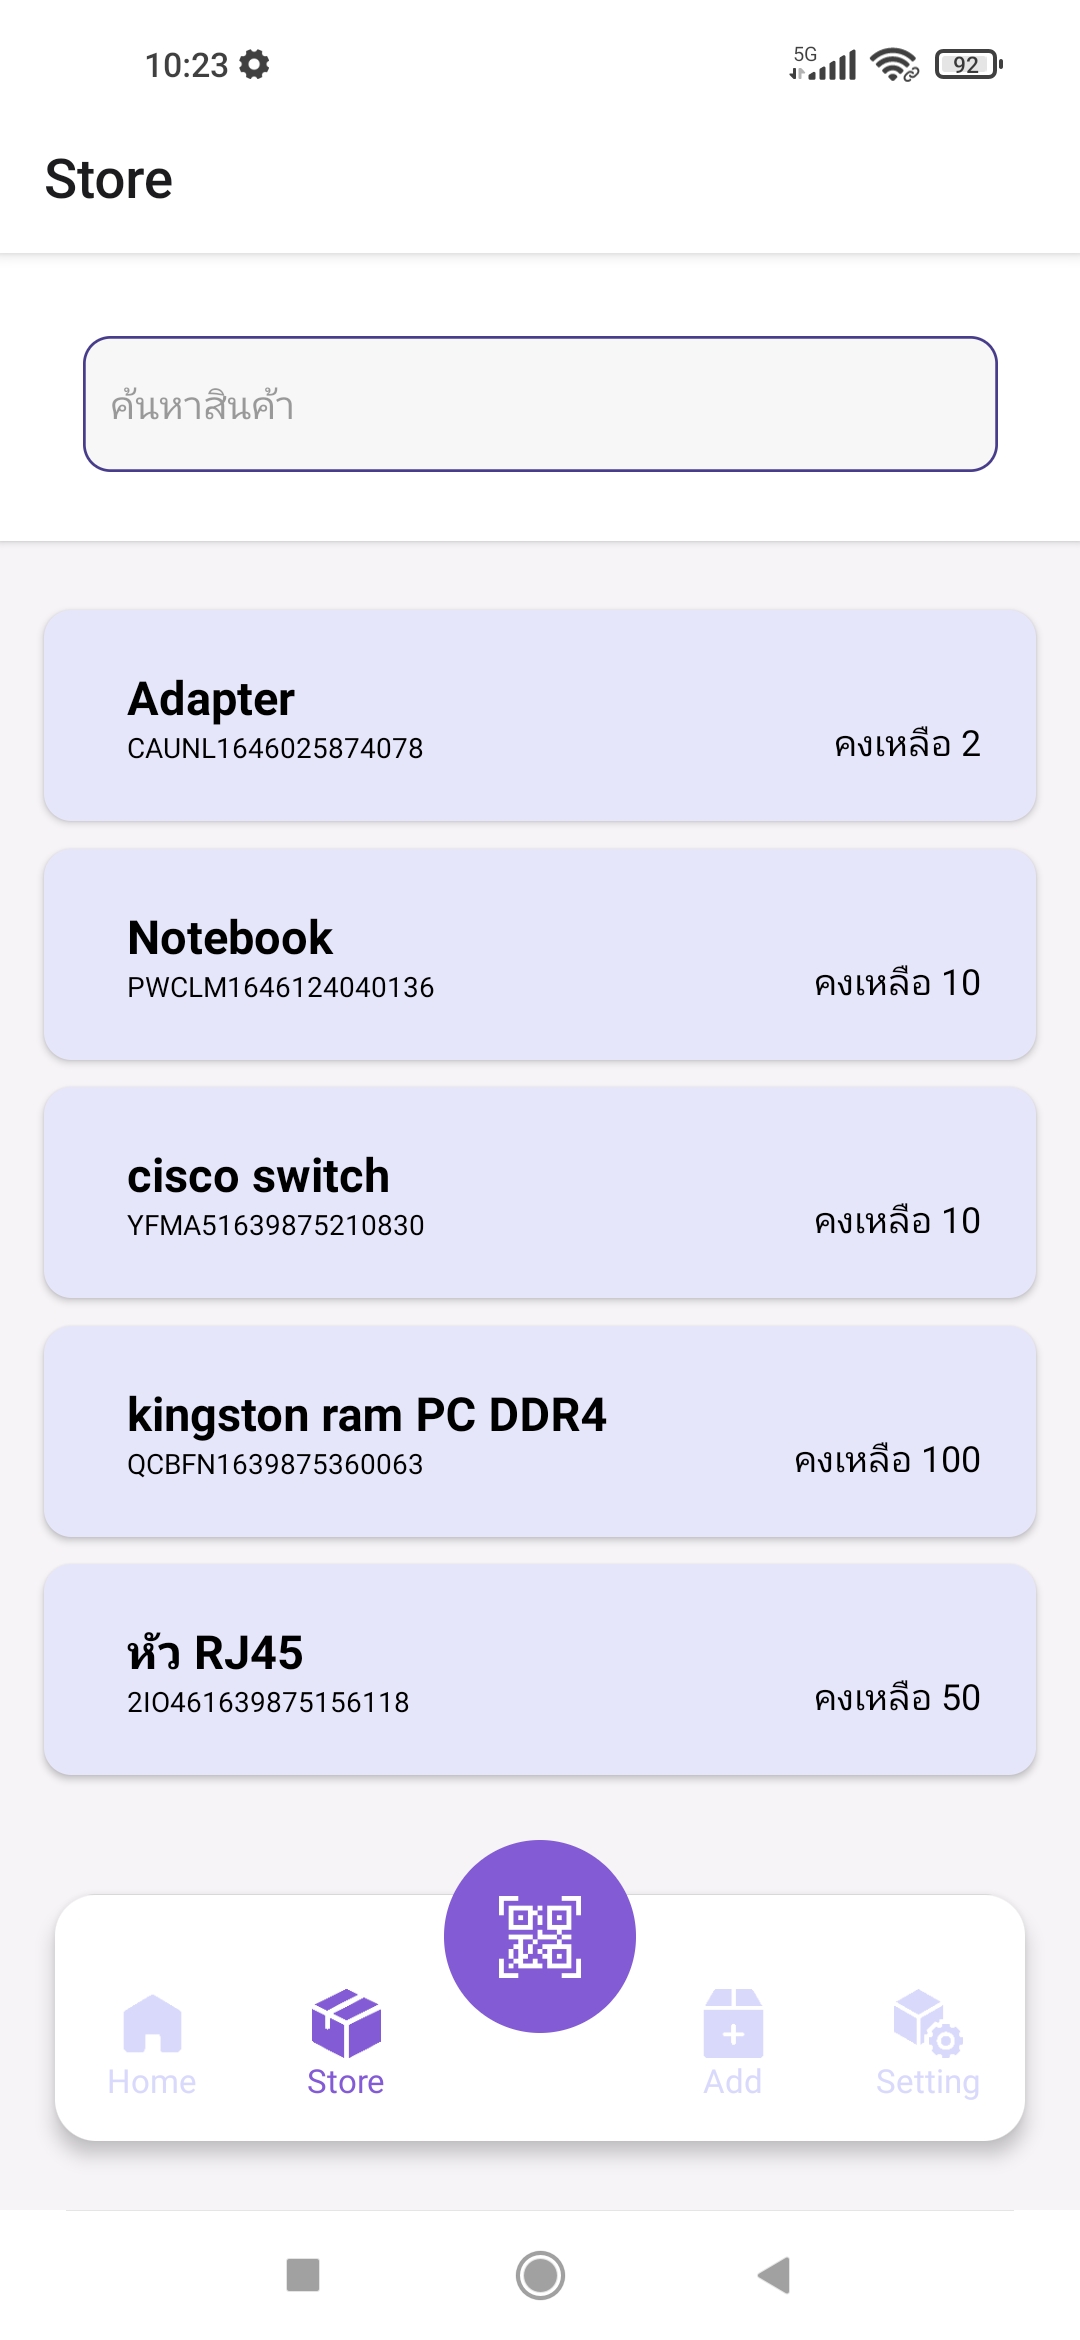 10:23
5G
92
Store
ค้นหาสินค้า
Adapter
CAUNL1646025874078
คงเหลือ 2
Notebook
PWCLM1646124040136
คงเหลือ 10
cisco switch
YFMA51639875210830
คงเหลือ 10
kingston ram PC DDR4
QCBFN1639875360063
คงเหลือ 100
หัว RJ45
2IO461639875156118
คงเหลือ 50
Home
Store
Add
Setting